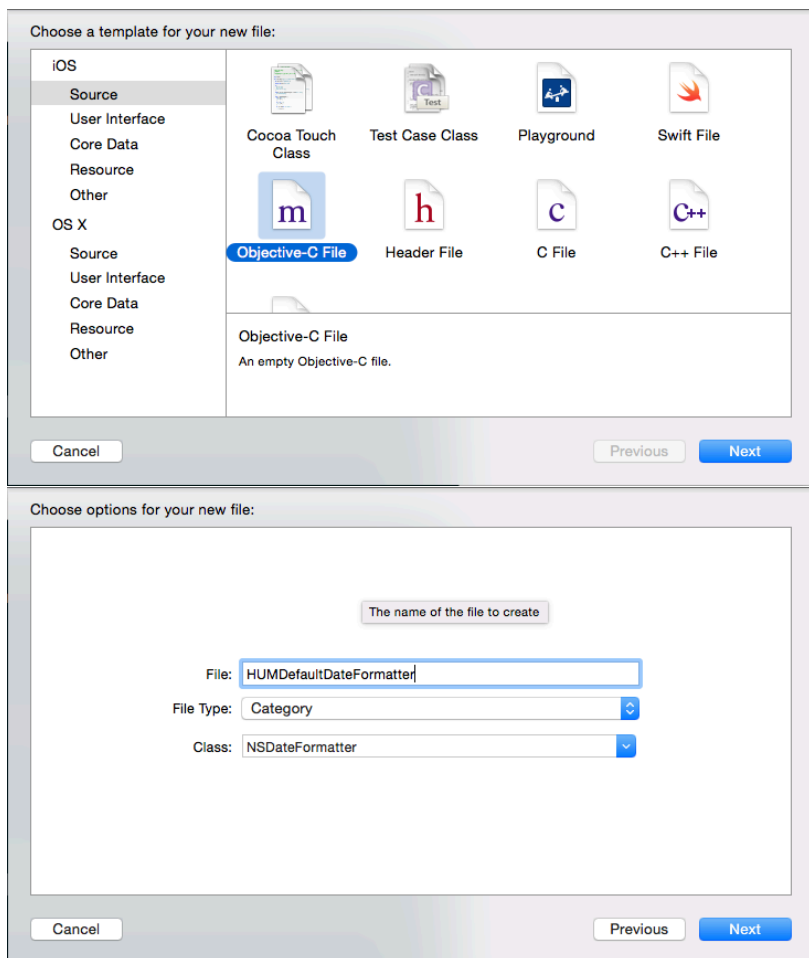 Choose a template for your new file:
iOS
Source
User Interface
Core Data
Resource
Other
OS X
Source
User Interface
Core Data
Resource
Other
Cocoa Touch
Class
Test
Test Case Class
Playground
Swift File
m
Objective-C File
h
Header File
c
C File
C++
C++ File
Objective-C File
An empty Objective-C file.
Cancel
Previous
Next
Choose options for your new file:
The name of the file to create
File: HUMDefaultDateFormatter
File Type: Category
Class: NSDateFormatter
Cancel
Previous
Next